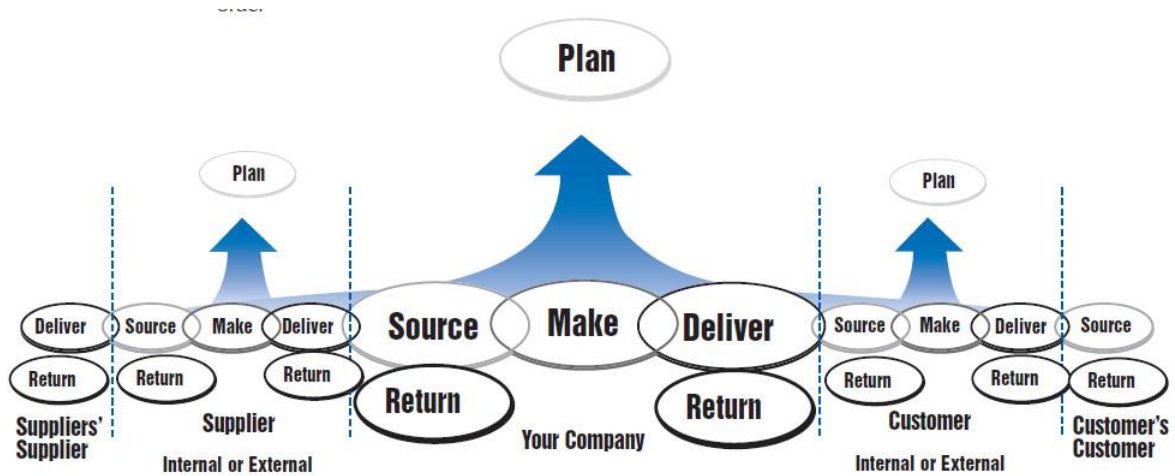 Plan
Plan
Plan
Deliver Source Make Deliver Source Make Deliver Source Make Deliver Source
Return Return Return Return Return Return Return Return
Suppliers' Supplier Your Company Customer Customer's
Supplier Customer
Internal or External Internal or External